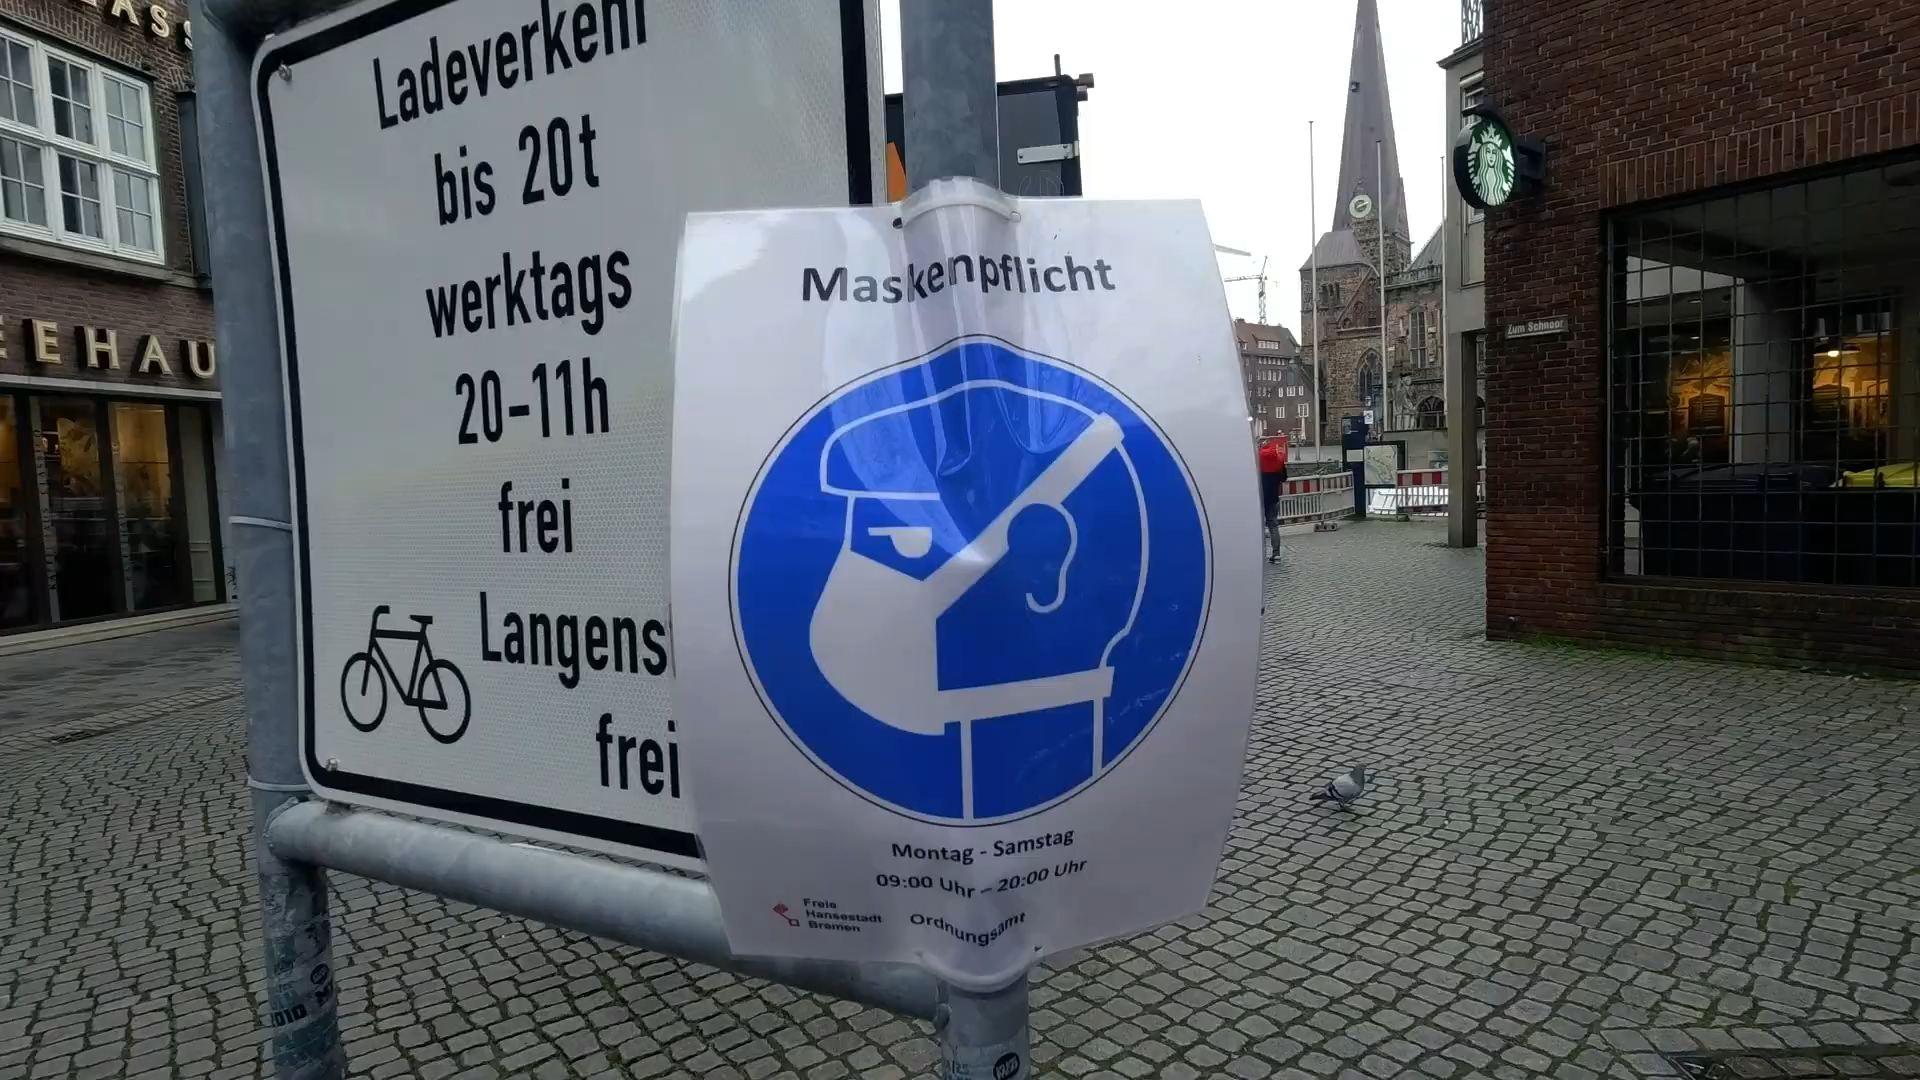 Ladeverkehr
bis 20t
werktags
20-11h
frei
Langens
frei
Maskenpflicht
Montag - Samstag
09:00 Uhr – 20:00 Uhr
Freie
Hansestadt
Bremen
Ordnungsamt
Zum Schnoor
LASS
EEHAU